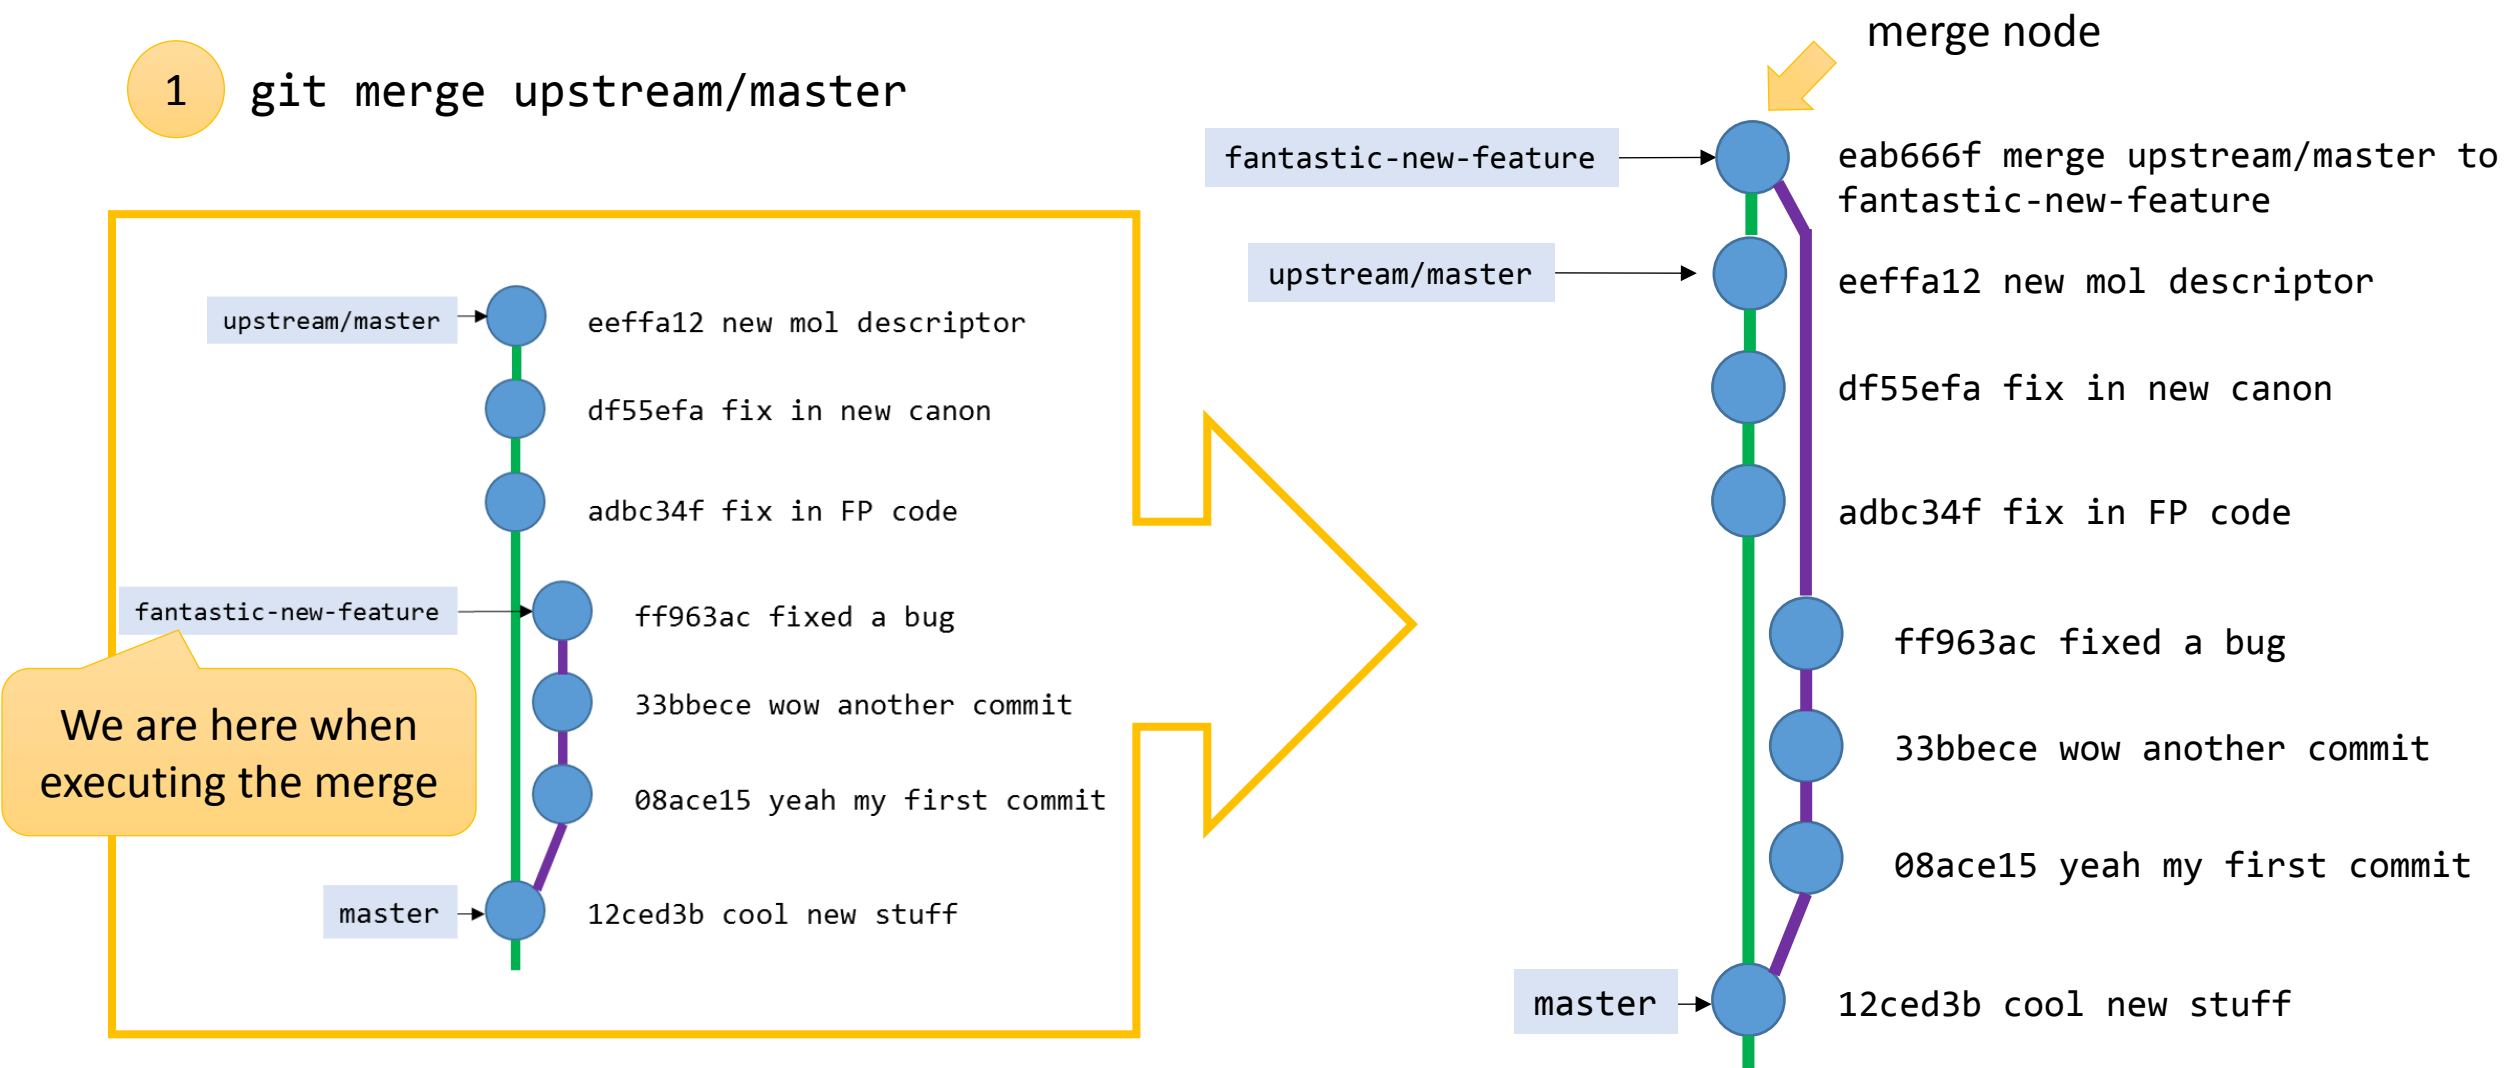 1 git merge upstream/master
upstream/master
eeffa12 new mol descriptor
df55efa fix in new canon
adbc34f fix in FP code
fantastic-new-feature
ff963ac fixed a bug
We are here when
executing the merge
33bbece wow another commit
08ace15 yeah my first commit
master
12ced3b cool new stuff
merge node
fantastic-new-feature
eab666f merge upstream/master to
fantastic-new-feature
upstream/master
eeffa12 new mol descriptor
df55efa fix in new canon
adbc34f fix in FP code
ff963ac fixed a bug
33bbece wow another commit
08ace15 yeah my first commit
master
12ced3b cool new stuff